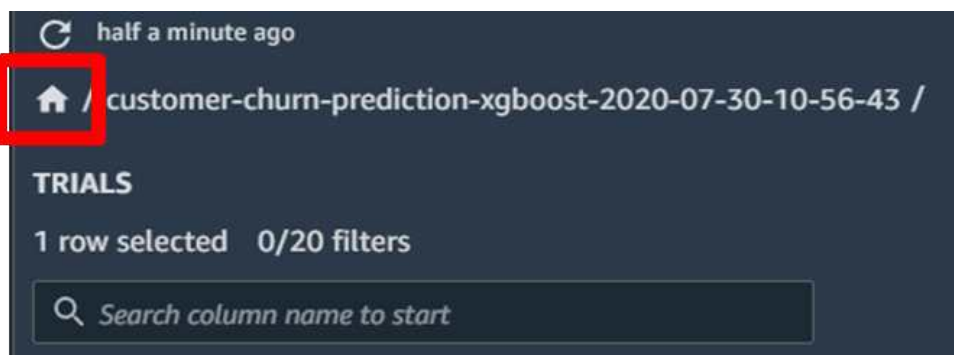 half a minute ago
/ customer-churn-prediction-xgboost-2020-07-30-10-56-43 /
TRIALS
1 row selected 0/20 filters
Search column name to start